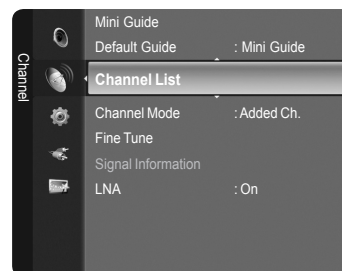 Channel
Mini Guide
Default Guide : Mini Guide
Channel List
Channel Mode : Added Ch.
Fine Tune
Signal Information
LNA : On